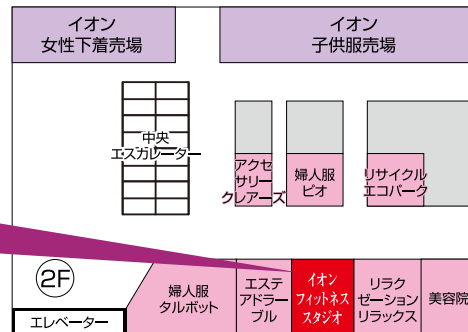 イオン
女性下着売場
イオン
子供服売場
中央
エスカレーター
アクセ
サリー
クレアーズ
婦人服
ビオ
リサイクル
エコパーク
2F
エレベーター
婦人服
タルボット
エステ
アドラー
ブル
イオン
フィットネス
スタジオ
リラク
ゼーション
リラックス
美容院